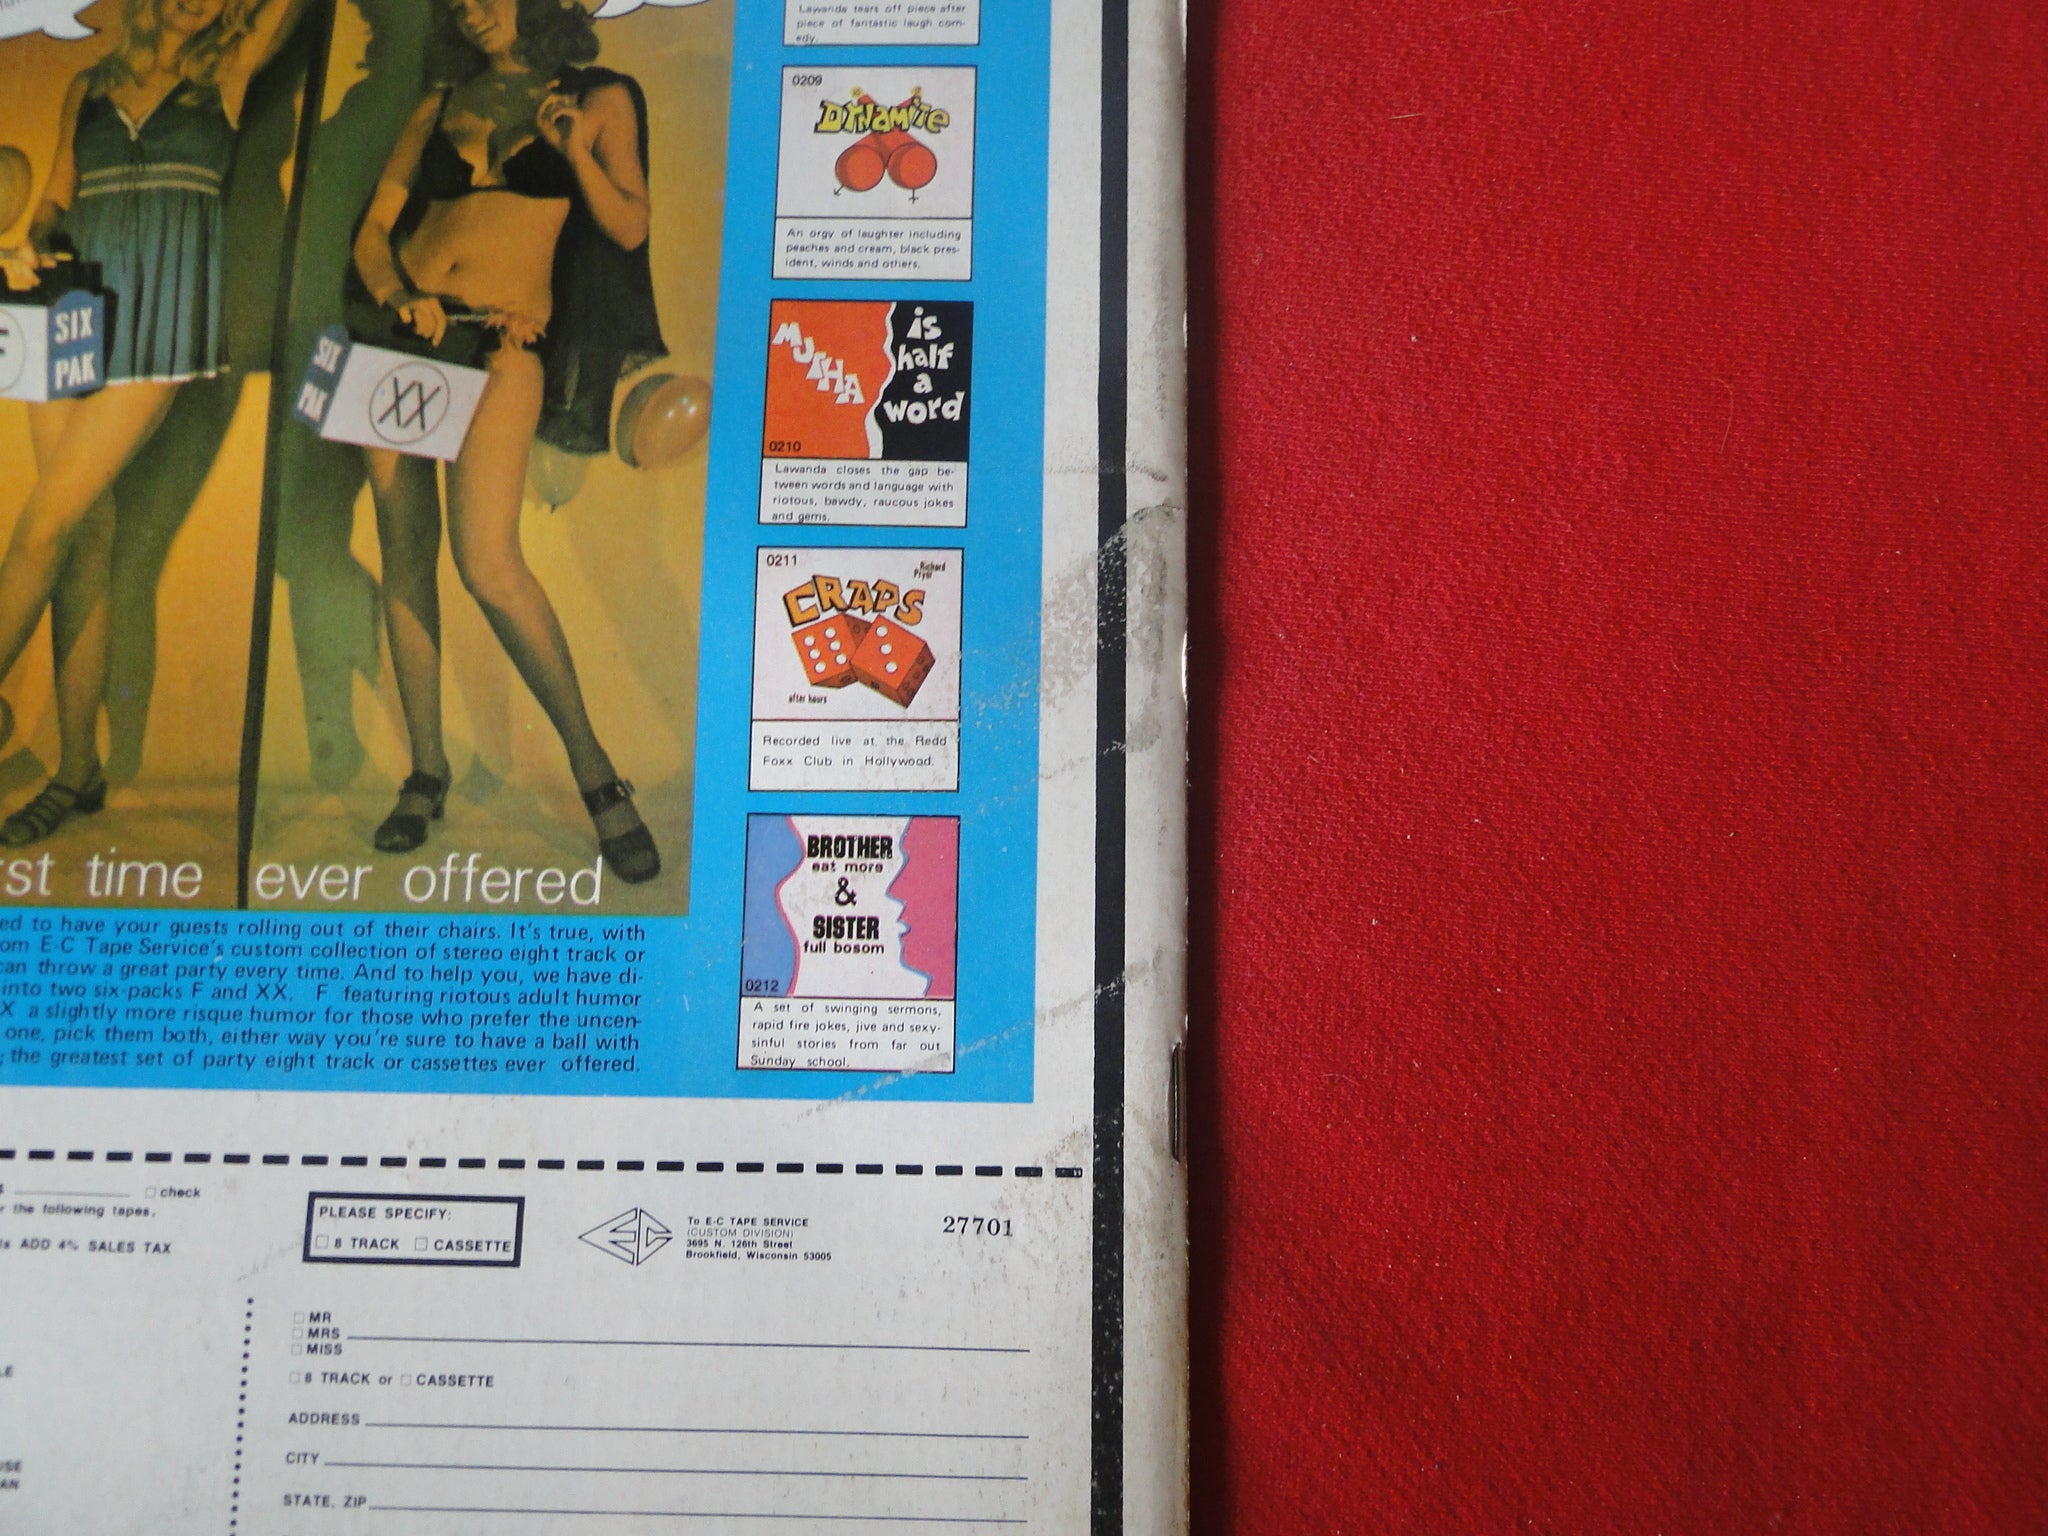 Lawanda tears off piece after
piece of fantastic laugh com-
edy.
0209
DYNAMITE
An orgy of laughter including
peaches and cream, black pres-
ident, winds and others.
MUTHA
is
half
a
word
0210
Lawanda closes the gap be-
tween words and language with
riotous, bawdy, raucous jokes
and gems.
0211
Richard
Pryor
CRAPS
after hours
Recorded live at the Redd
Foxx Club in Hollywood.
BROTHER
eat more
&
SISTER
full bosom
0212
A set of swinging sermons,
rapid fire jokes, jive and sexy-
sinful stories from far out
Sunday school.
F
SIX
PAK
SIX
PAK
XX
rst time ever offered
ed to have your guests rolling out of their chairs. It's true, with
om E-C Tape Service's custom collection of stereo eight track or
can throw a great party every time. And to help you, we have di-
into two six-packs F and XX. F featuring riotous adult humor
X a slightly more risque humor for those who prefer the uncen-
one, pick them both, either way you're sure to have a ball with
; the greatest set of party eight track or cassettes ever offered.
$ ____ check
r the following tapes.
ls ADD 4% SALES TAX
PLEASE SPECIFY:
8 TRACK CASSETTE
EC
To E-C TAPE SERVICE
(CUSTOM DIVISION)
3695 N. 126th Street
Brookfield, Wisconsin 53005
27701
MR
MRS
MISS
8 TRACK or CASSETTE
ADDRESS
CITY
STATE, ZIP
LE
USE
AN